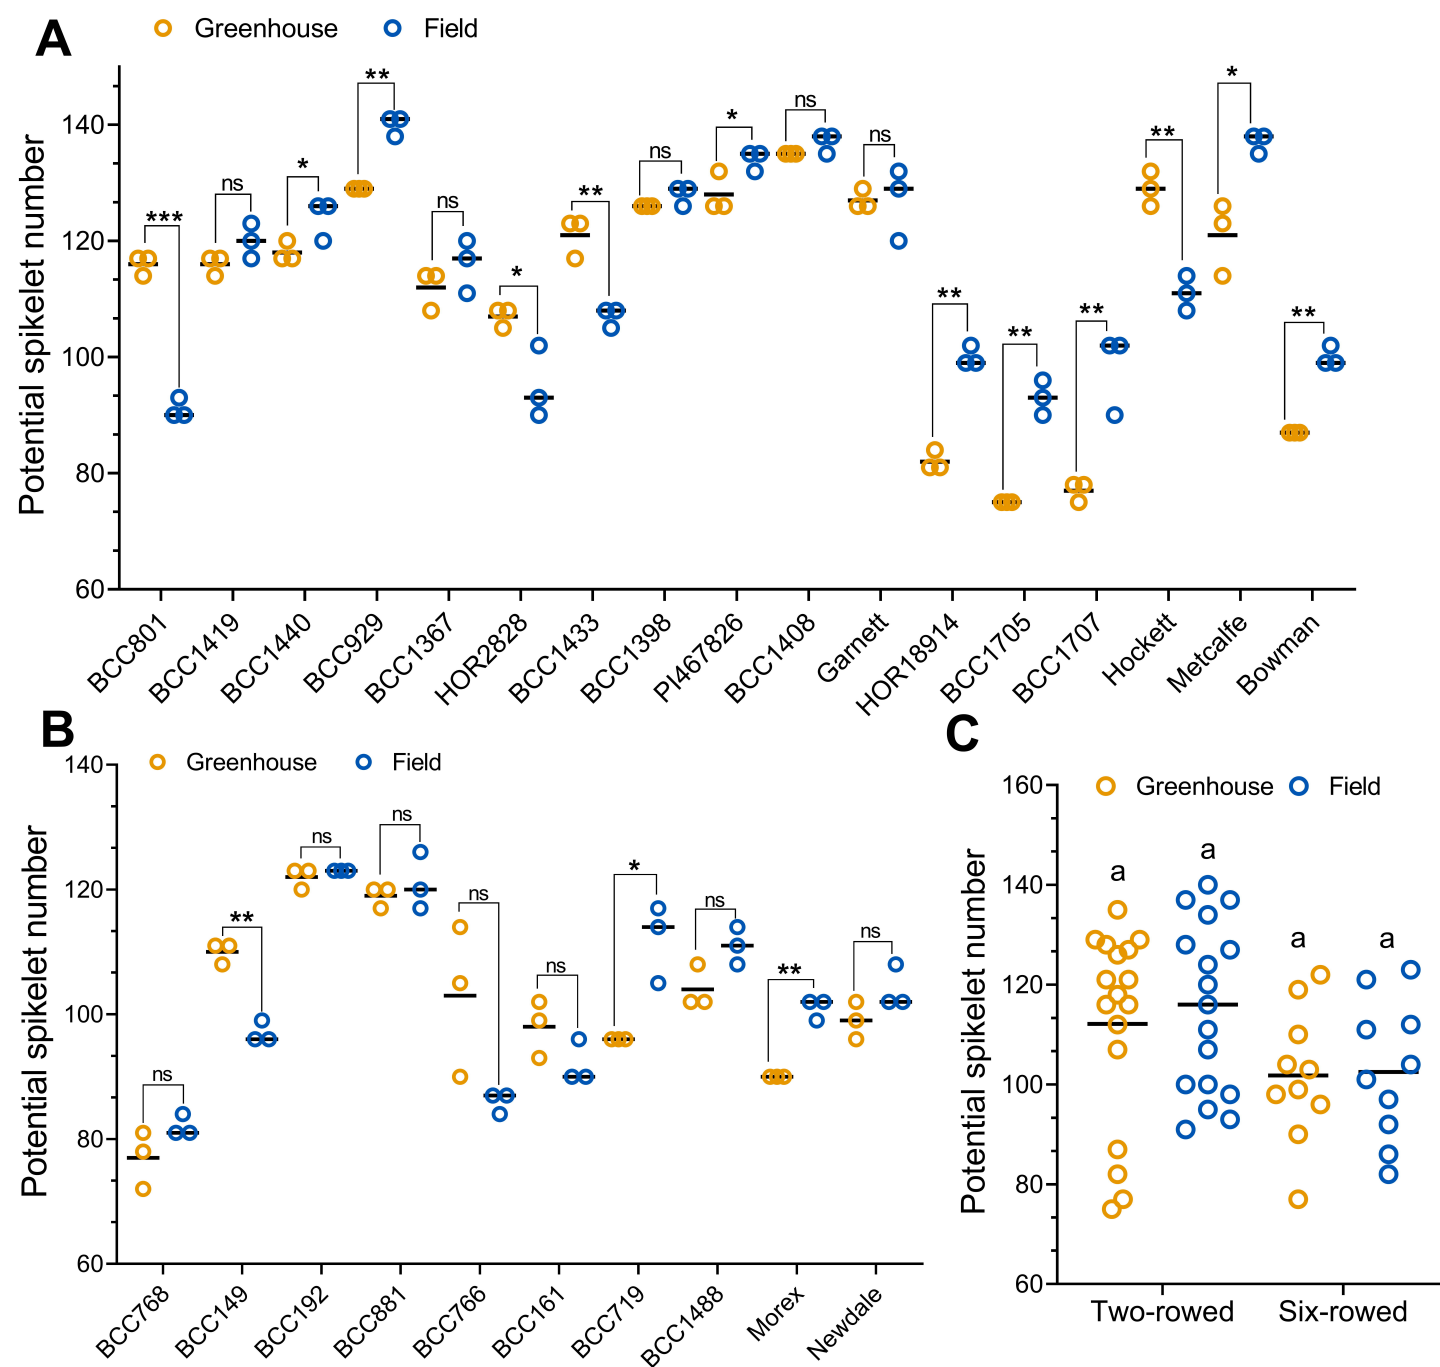 A
Greenhouse Field
Potential spikelet number
140
120
100
80
60
*** ns * ** ns * ** ns * ns ns ** ** ** ** * **
BCC801 BCC1419 BCC1440 BCC929 BCC1367 HOR2828 BCC1433 BCC1398 PI467826 BCC1408 Garnett HOR18914 BCC1705 BCC1707 Hockett Metcalfe Bowman
B
Greenhouse Field
Potential spikelet number
140
120
100
80
60
ns ** ns ns ns ns * ns ** ns
BCC768 BCC149 BCC192 BCC881 BCC766 BCC161 BCC719 BCC1488 Morex Newdale
C
Greenhouse Field
Potential spikelet number
160
140
120
100
80
60
a a a a
Two-rowed Six-rowed